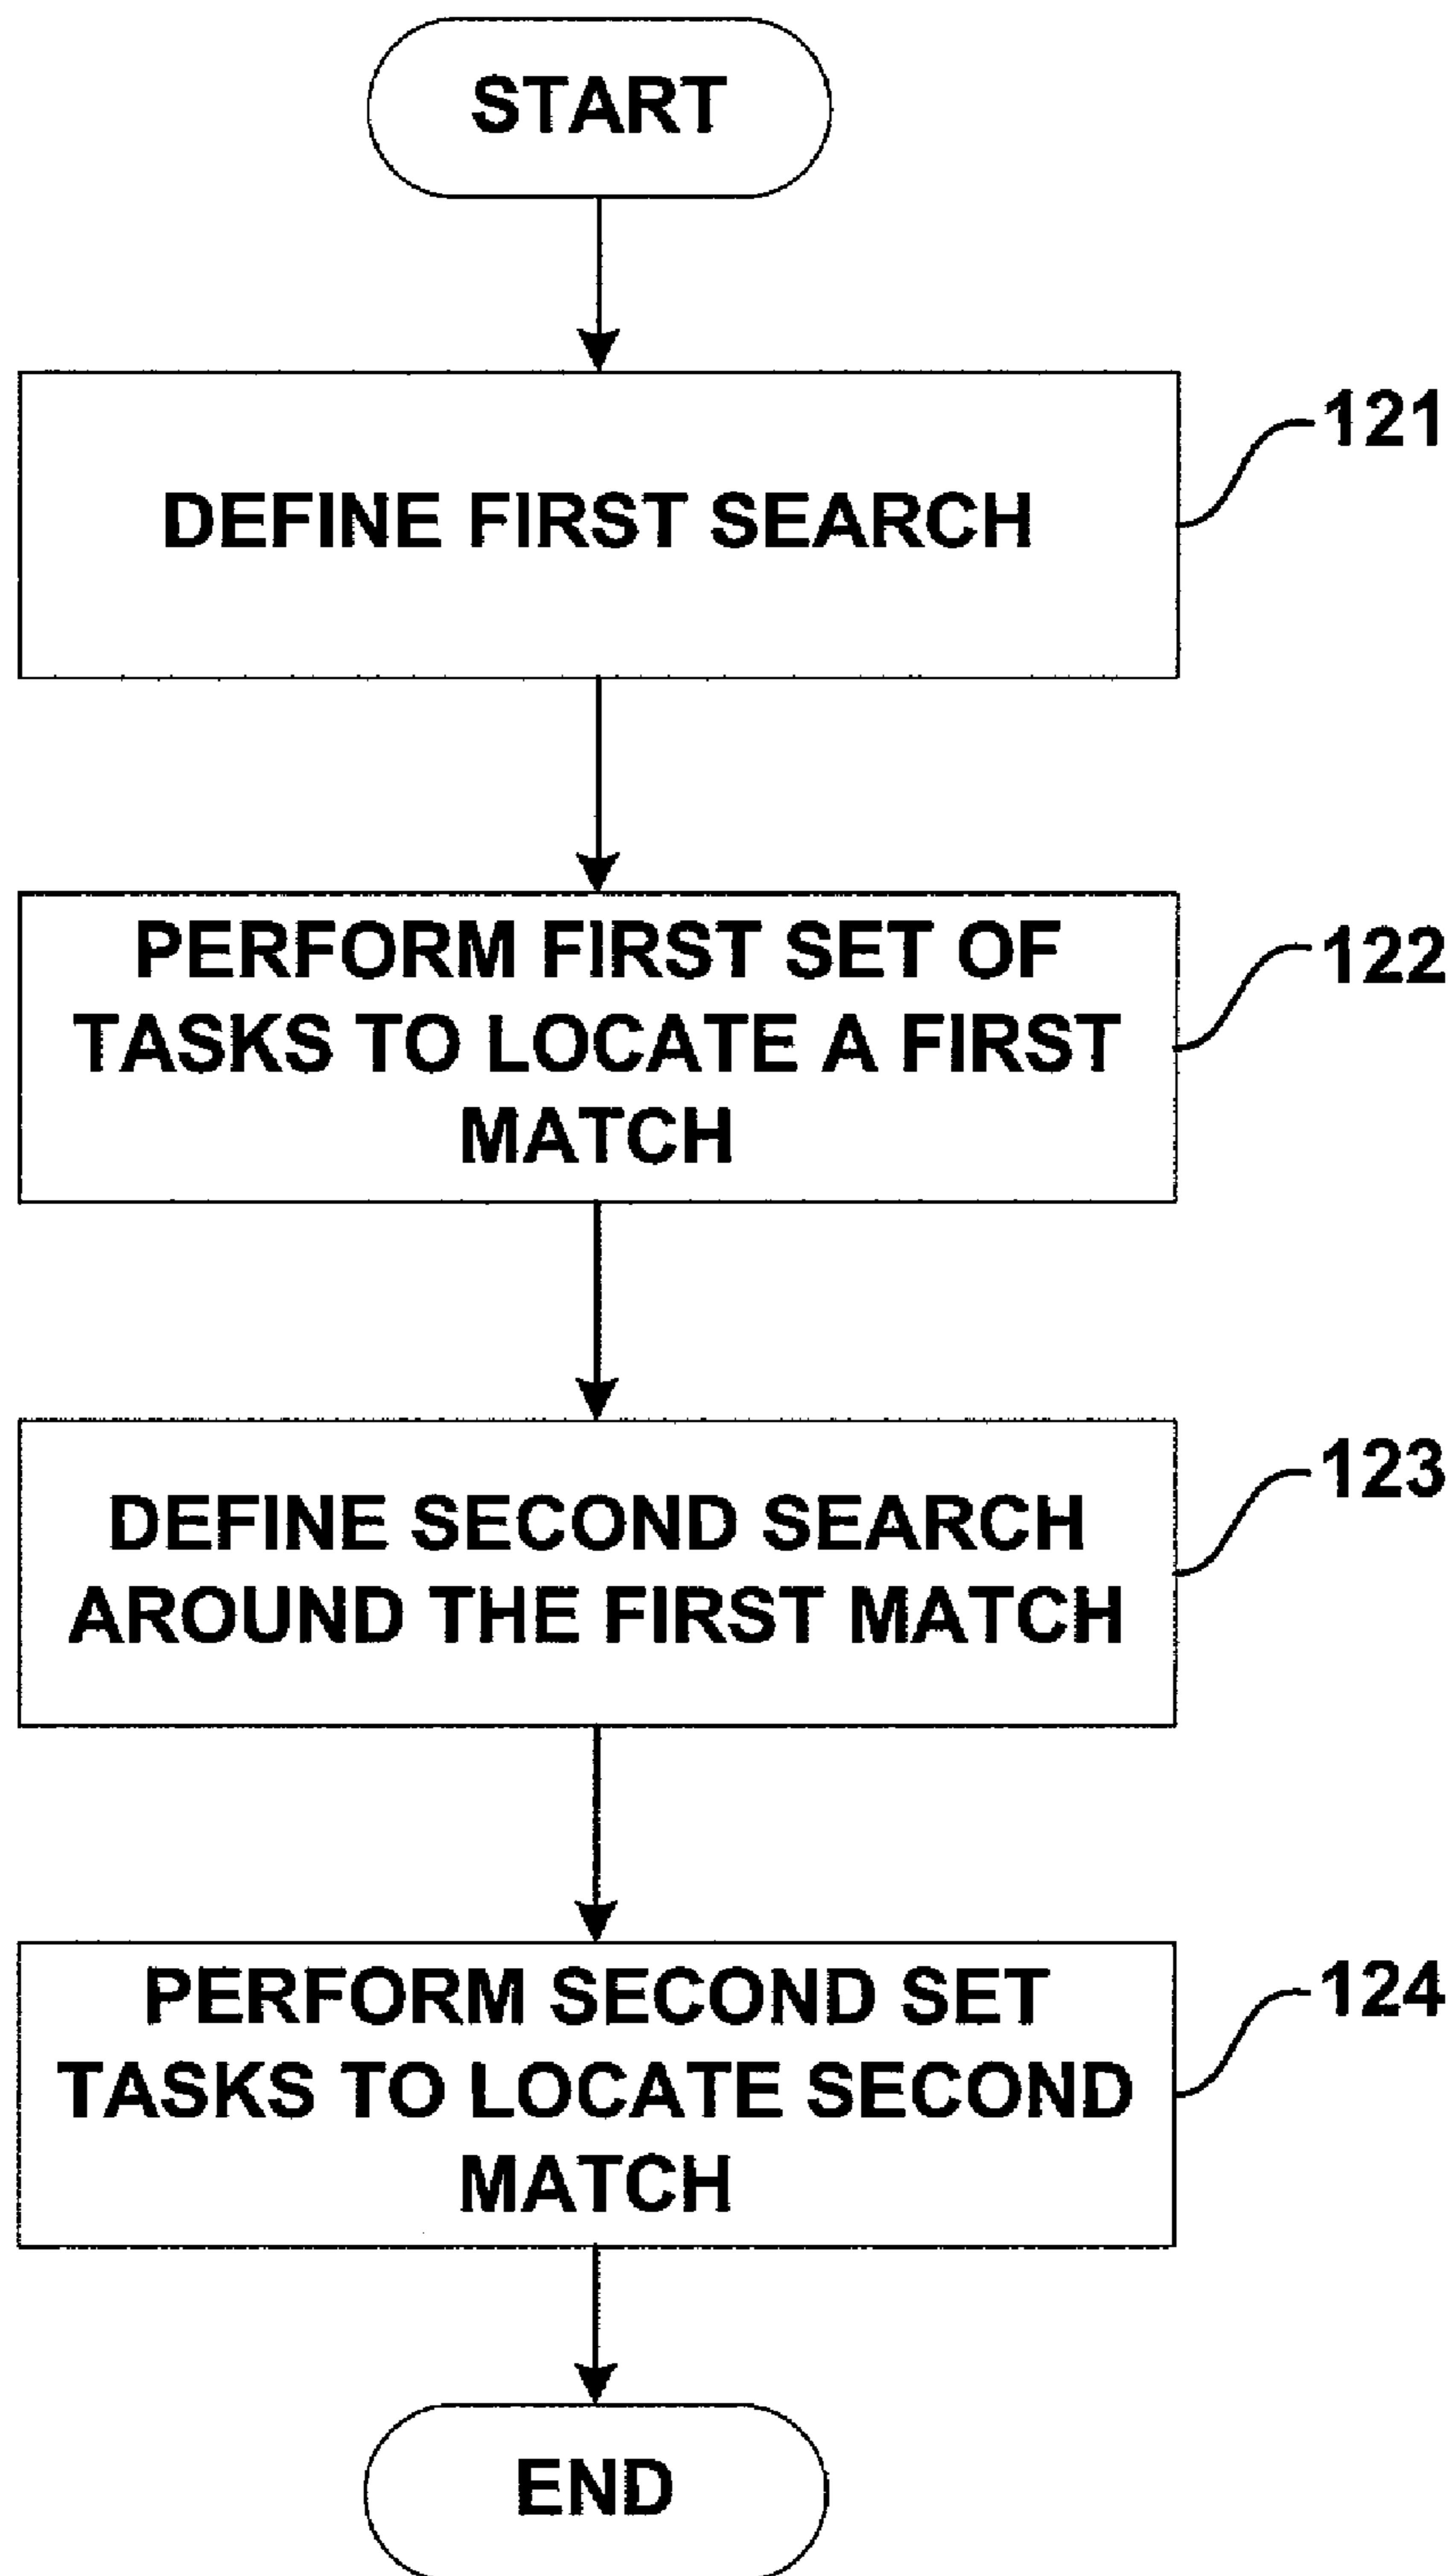 START
DEFINE FIRST SEARCH
121
PERFORM FIRST SET OF
TASKS TO LOCATE A FIRST
MATCH
122
DEFINE SECOND SEARCH
AROUND THE FIRST MATCH
123
PERFORM SECOND SET
TASKS TO LOCATE SECOND
MATCH
124
END